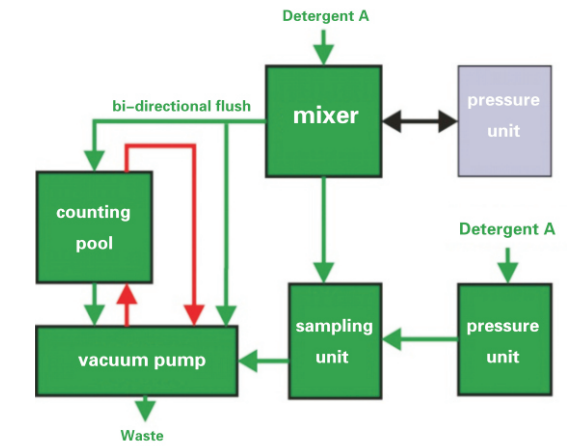 Detergent A
bi-directional flush
mixer
pressure
unit
counting
pool
Detergent A
sampling
unit
pressure
unit
vacuum pump
Waste